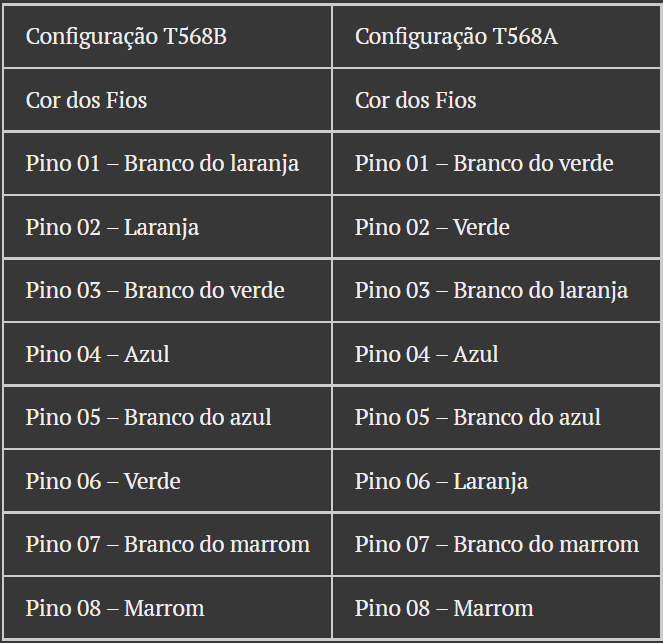 Configuração T568B
Configuração T568A
Cor dos Fios
Cor dos Fios
Pino 01 – Branco do laranja
Pino 01 – Branco do verde
Pino 02 – Laranja
Pino 02 – Verde
Pino 03 – Branco do verde
Pino 03 – Branco do laranja
Pino 04 – Azul
Pino 04 – Azul
Pino 05 – Branco do azul
Pino 05 – Branco do azul
Pino 06 – Verde
Pino 06 – Laranja
Pino 07 – Branco do marrom
Pino 07 – Branco do marrom
Pino 08 – Marrom
Pino 08 – Marrom